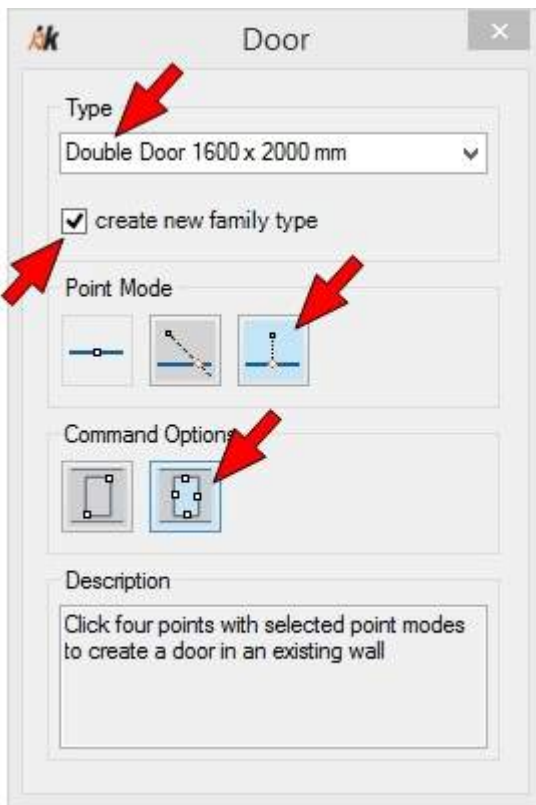 Door
Type
Double Door 1600 x 2000 mm
create new family type
Point Mode
Command Options
Description
Click four points with selected point modes
to create a door in an existing wall